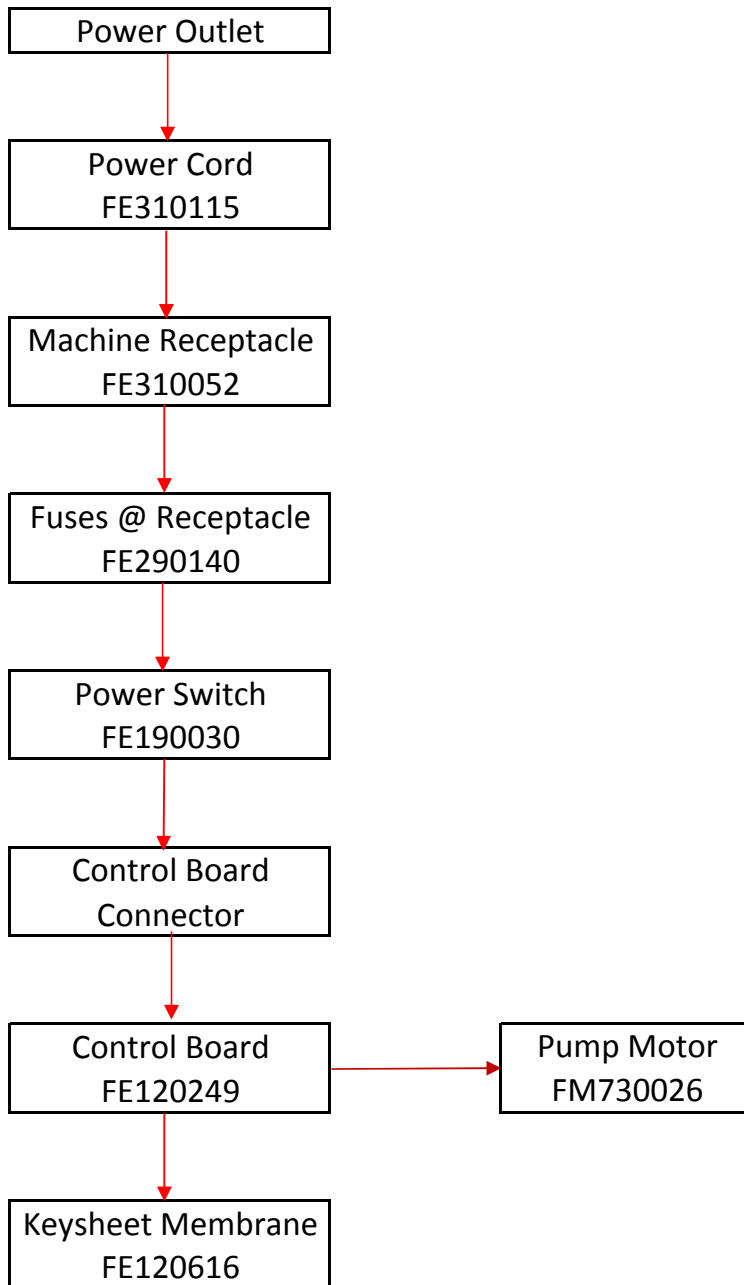 Power Outlet
Power Cord
FE310115
Machine Receptacle
FE310052
Fuses @ Receptacle
FE290140
Power Switch
FE190030
Control Board
Connector
Control Board
FE120249
Pump Motor
FM730026
Keysheet Membrane
FE120616